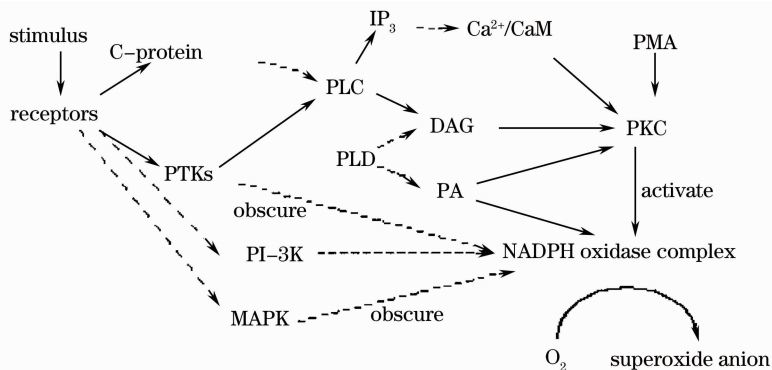 stimulus
C-protein
IP₃
Ca²⁺/CaM
PMA
PLC
receptors
DAG
PKC
PLD
PTKs
PA
activate
obscure
PI-3K
NADPH oxidase complex
MAPK
obscure
O₂
superoxide anion